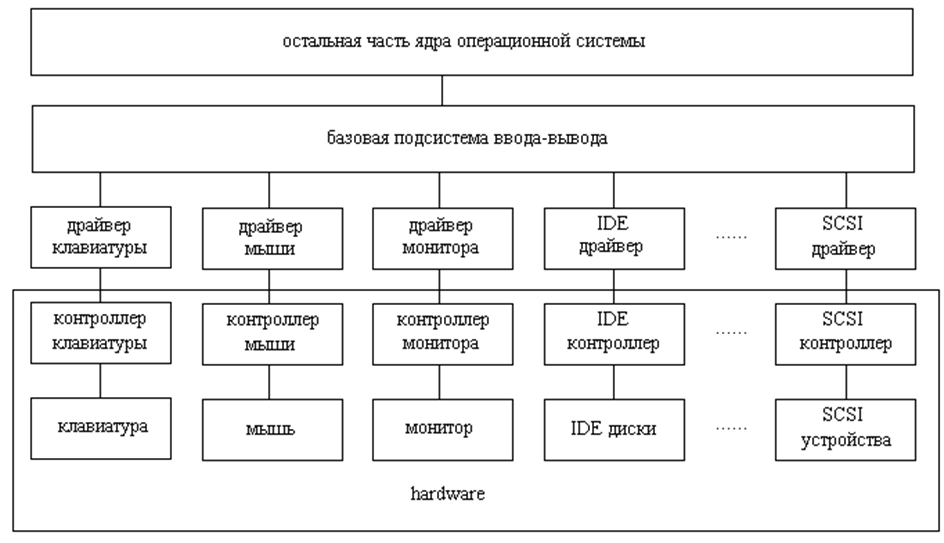 остальная часть ядра операционной системы
базовая подсистема ввода-вывода
драйвер
клавиатуры
драйвер
мыши
драйвер
монитора
IDE
драйвер
......
SCSI
драйвер
контроллер
клавиатуры
контроллер
мыши
контроллер
монитора
IDE
контроллер
......
SCSI
контроллер
клавиатура
мышь
монитор
IDE диски
......
SCSI
устройства
hardware